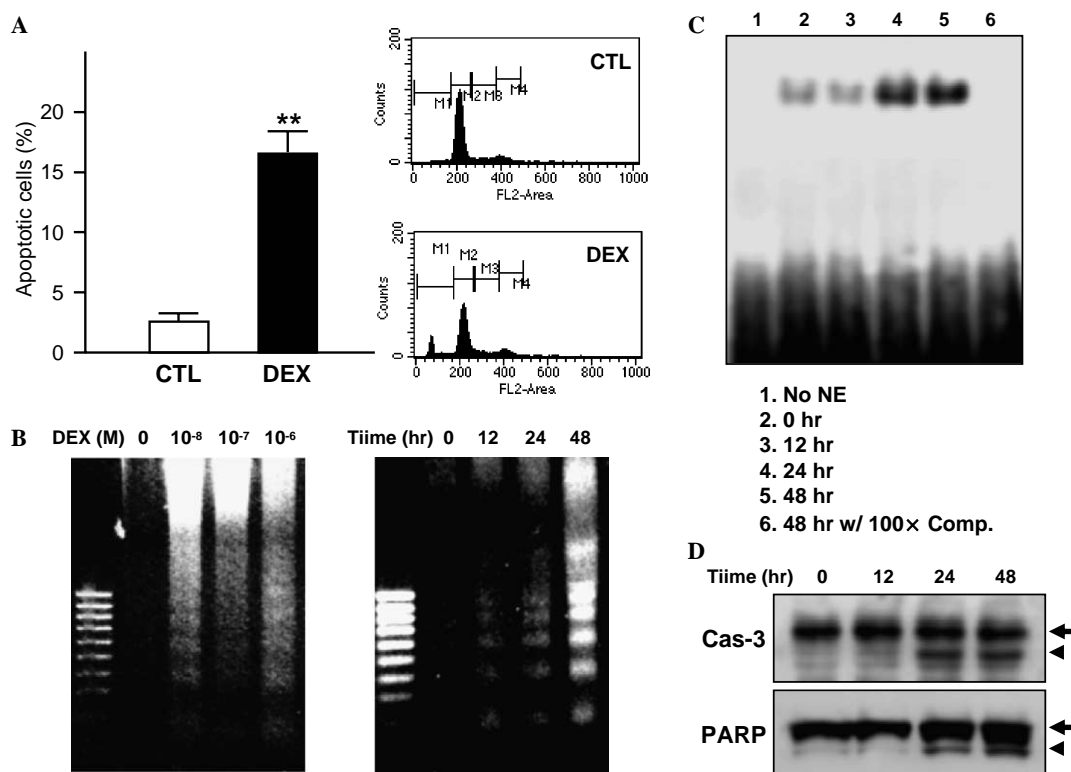 A
Apoptotic cells (%)
20
15
10
5
0
**
CTL
DEX
CTL
200
Counts
0
M1
M2
M3
M4
0 200 400 600 800 1000
FL2-Area
DEX
200
Counts
0
M1
M2
M3
M4
0 200 400 600 800 1000
FL2-Area
B
DEX (M) 0 10-8 10-7 10-6
Tiime (hr) 0 12 24 48
C
1 2 3 4 5 6
1. No NE
2. 0 hr
3. 12 hr
4. 24 hr
5. 48 hr
6. 48 hr w/ 100× Comp.
D
Tiime (hr) 0 12 24 48
Cas-3
PARP